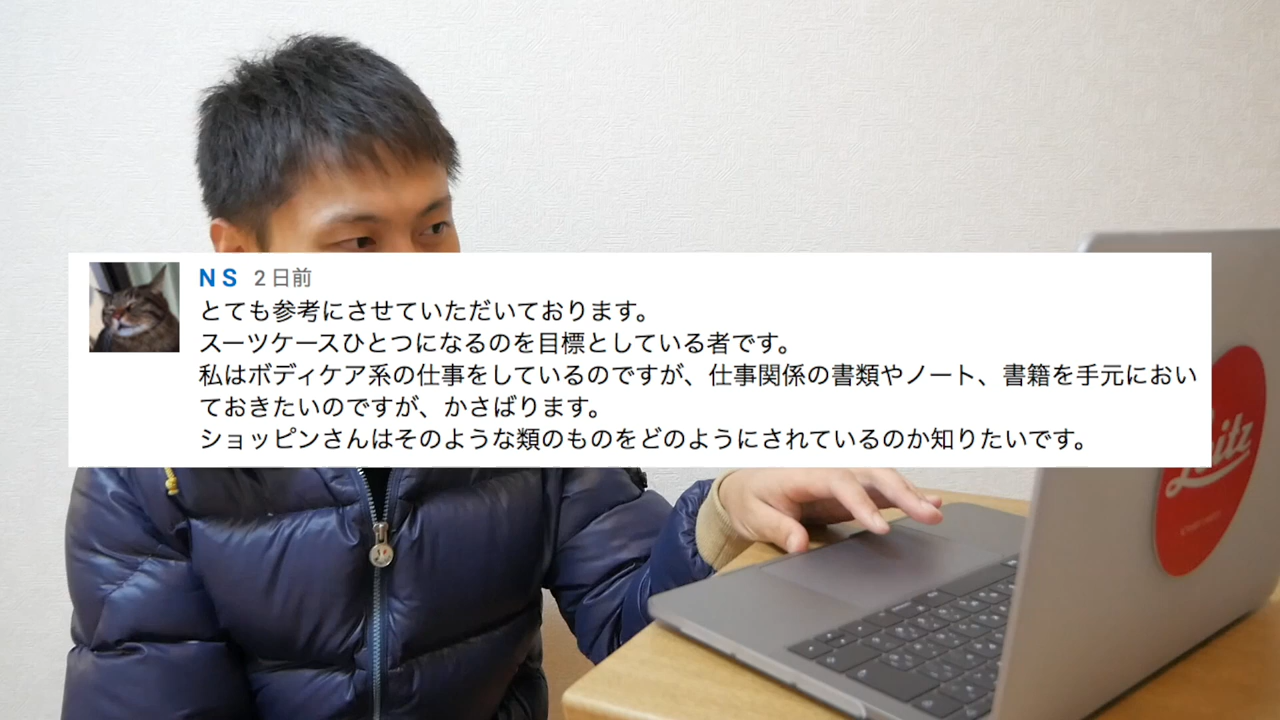 N S 2 日前
とても参考にさせていただいております。
スーツケースひとつになるのを目標としている者です。
私はボディケア系の仕事をしているのですが、仕事関係の書類やノート、書籍を手元におい
ておきたいのですが、かさばります。
ショッピンさんはそのような類のものをどのようにされているのか知りたいです。
Leitz